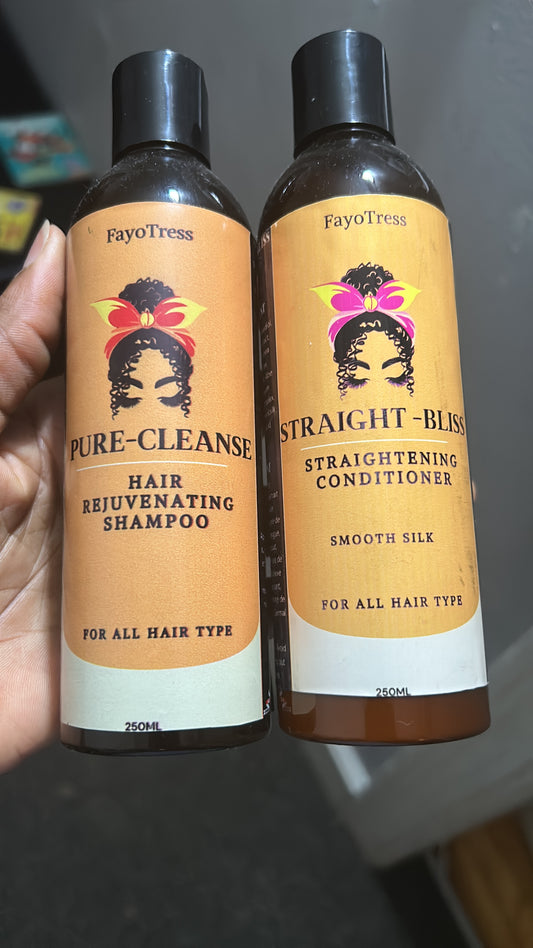 FayoTress
PURE-CLEANSE
HAIR
REJUVENATING
SHAMPOO
FOR ALL HAIR TYPE
250ML
FayoTress
STRAIGHT -BLISS
STRAIGHTENING
CONDITIONER
SMOOTH SILK
FOR ALL HAIR TYPE
250ML